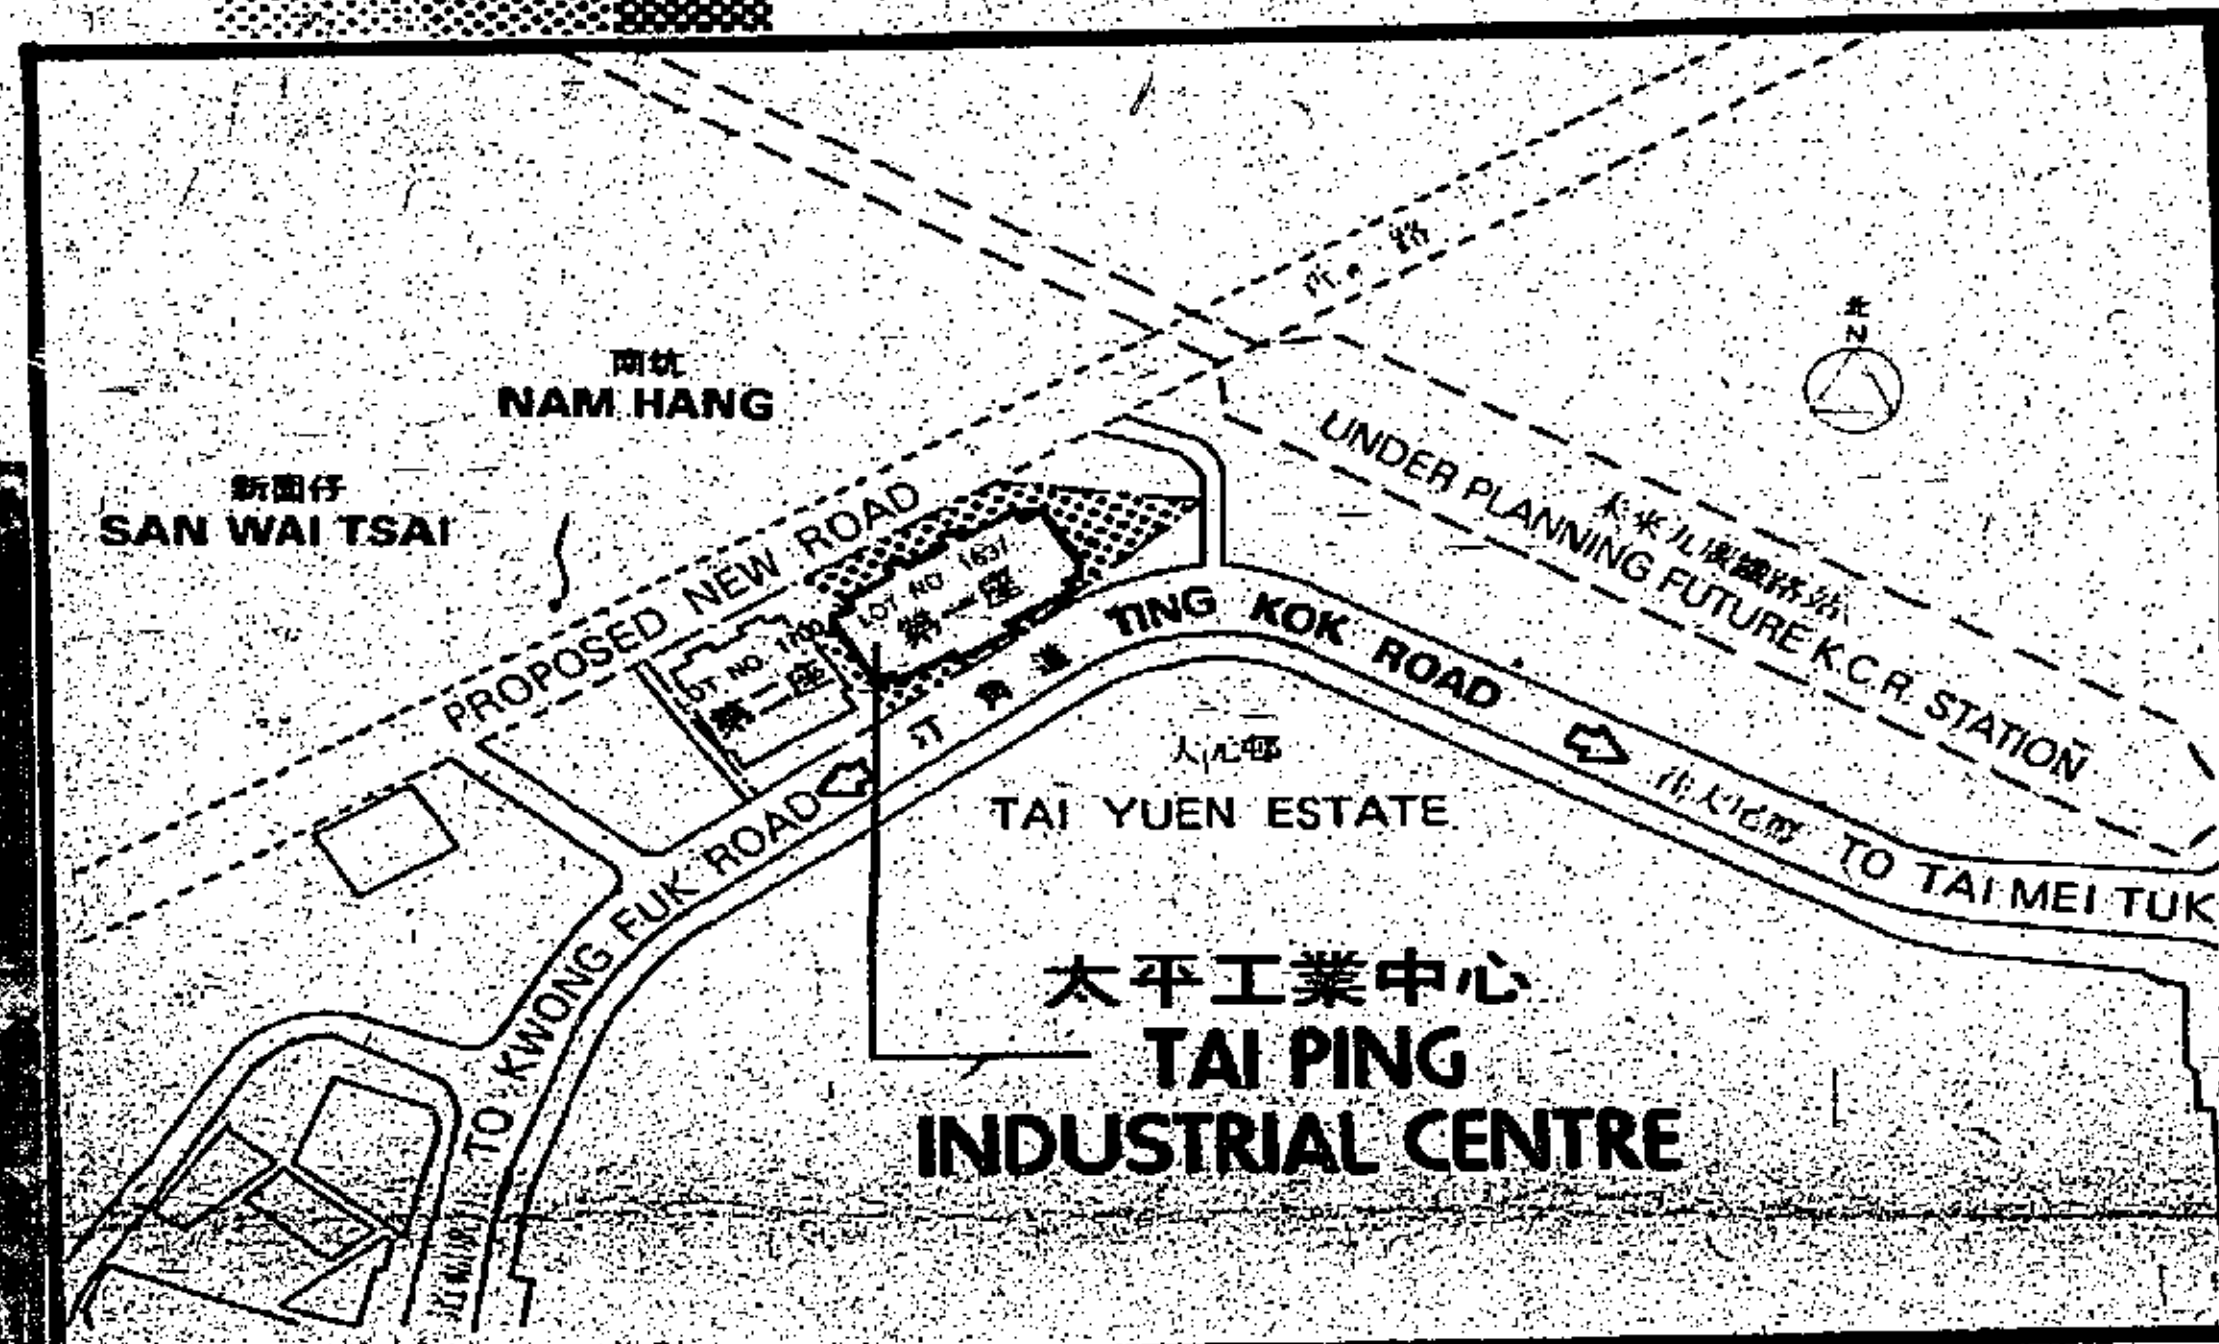 北
N
南坑
NAM HANG
新圍仔
SAN WAI TSAI
PROPOSED NEW ROAD
LOT NO. 1637
第一座
第二座
汀角道 TING KOK ROAD
UNDER PLANNING FUTURE K.C.R. STATION
TAI YUEN ESTATE
TO TAI MEI TUK
TO KWONG FUK ROAD
太平工業中心
TAI PING
INDUSTRIAL CENTRE